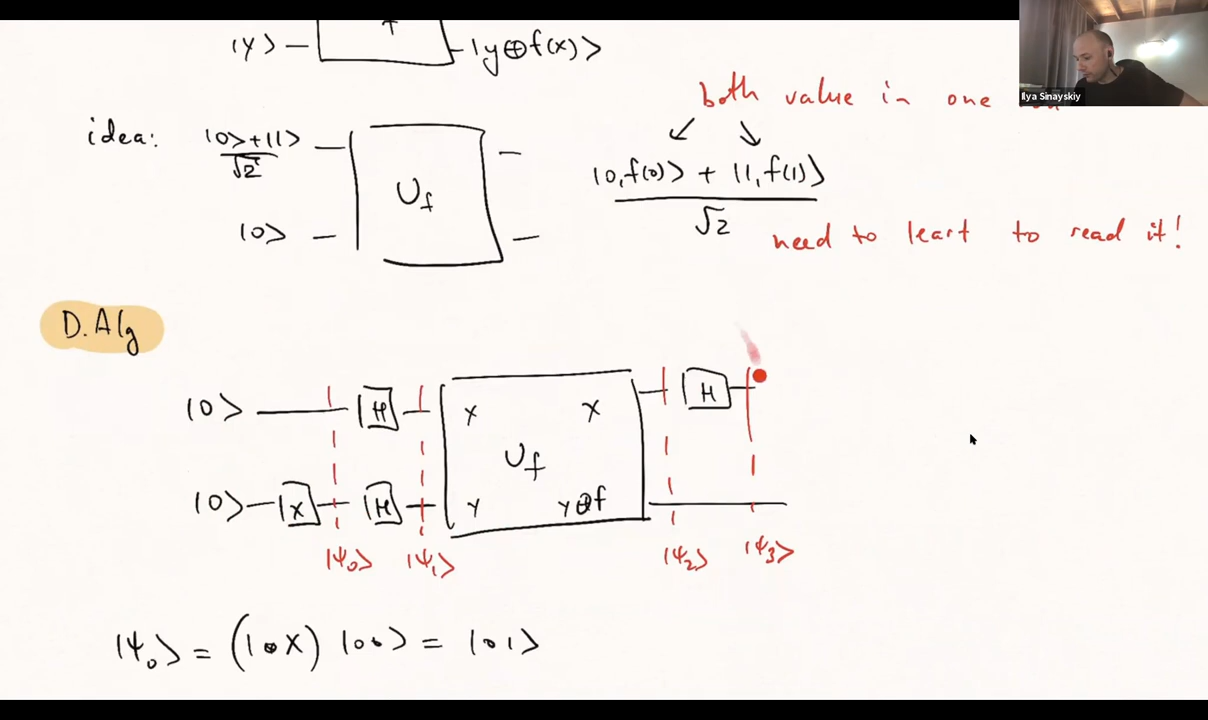 |y> |y⊕f(x)>
both value in one
Ilya Sinayskiy
idea: |0>+|1> / √2 U_f |0,f(0)> + |1,f(1)> / √2
|0>
need to leart to read it!
D.Alg
|0> H x x H
U_f
|0> X H y y⊕f
|ψ₀> |ψ₁> |ψ₂> |ψ₃>
|ψ₀> = (1⊗X) |00> = |01>